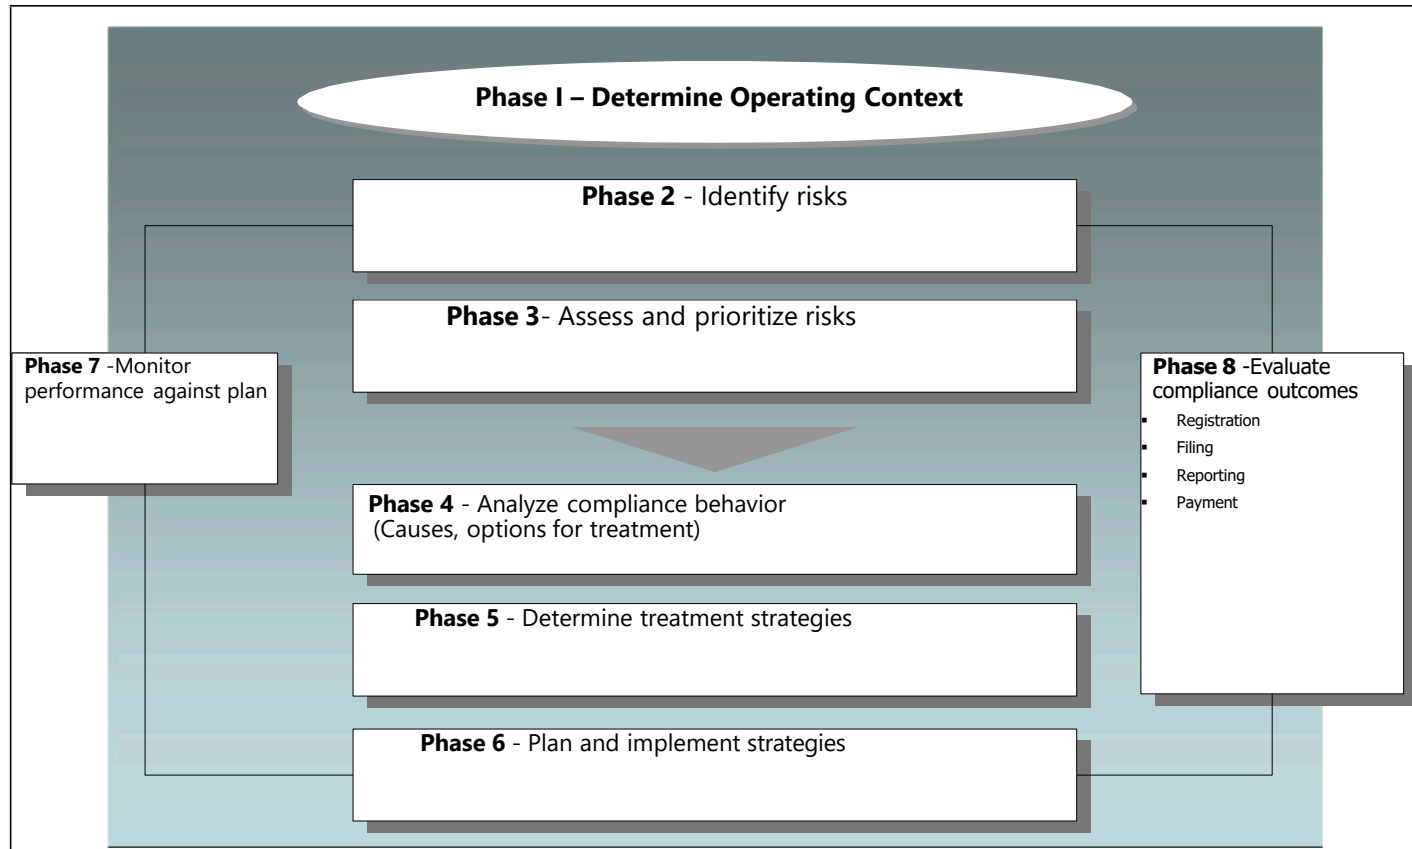 Phase I – Determine Operating Context
Phase 2 - Identify risks
Phase 3- Assess and prioritize risks
Phase 7 -Monitor
performance against plan
Phase 8 -Evaluate
compliance outcomes
▪ Registration
▪ Filing
▪ Reporting
▪ Payment
Phase 4 - Analyze compliance behavior
(Causes, options for treatment)
Phase 5 - Determine treatment strategies
Phase 6 - Plan and implement strategies